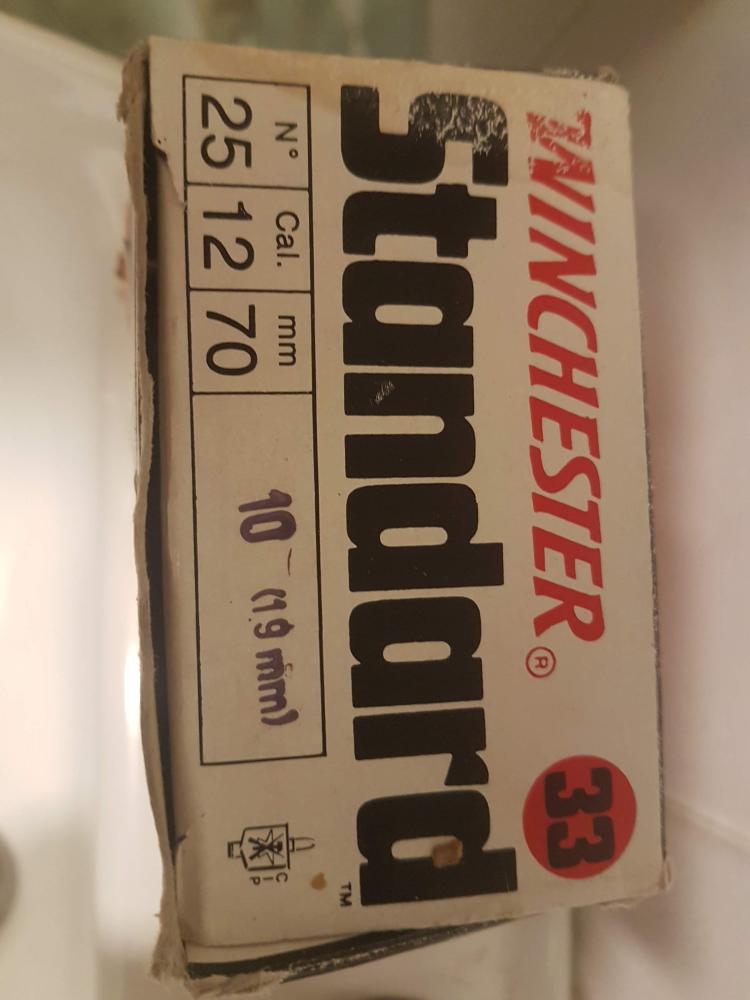 WINCHESTER ® 33
Standard ™
N° Cal. mm
25 12 70
10 - (1.9 mm)
C I P